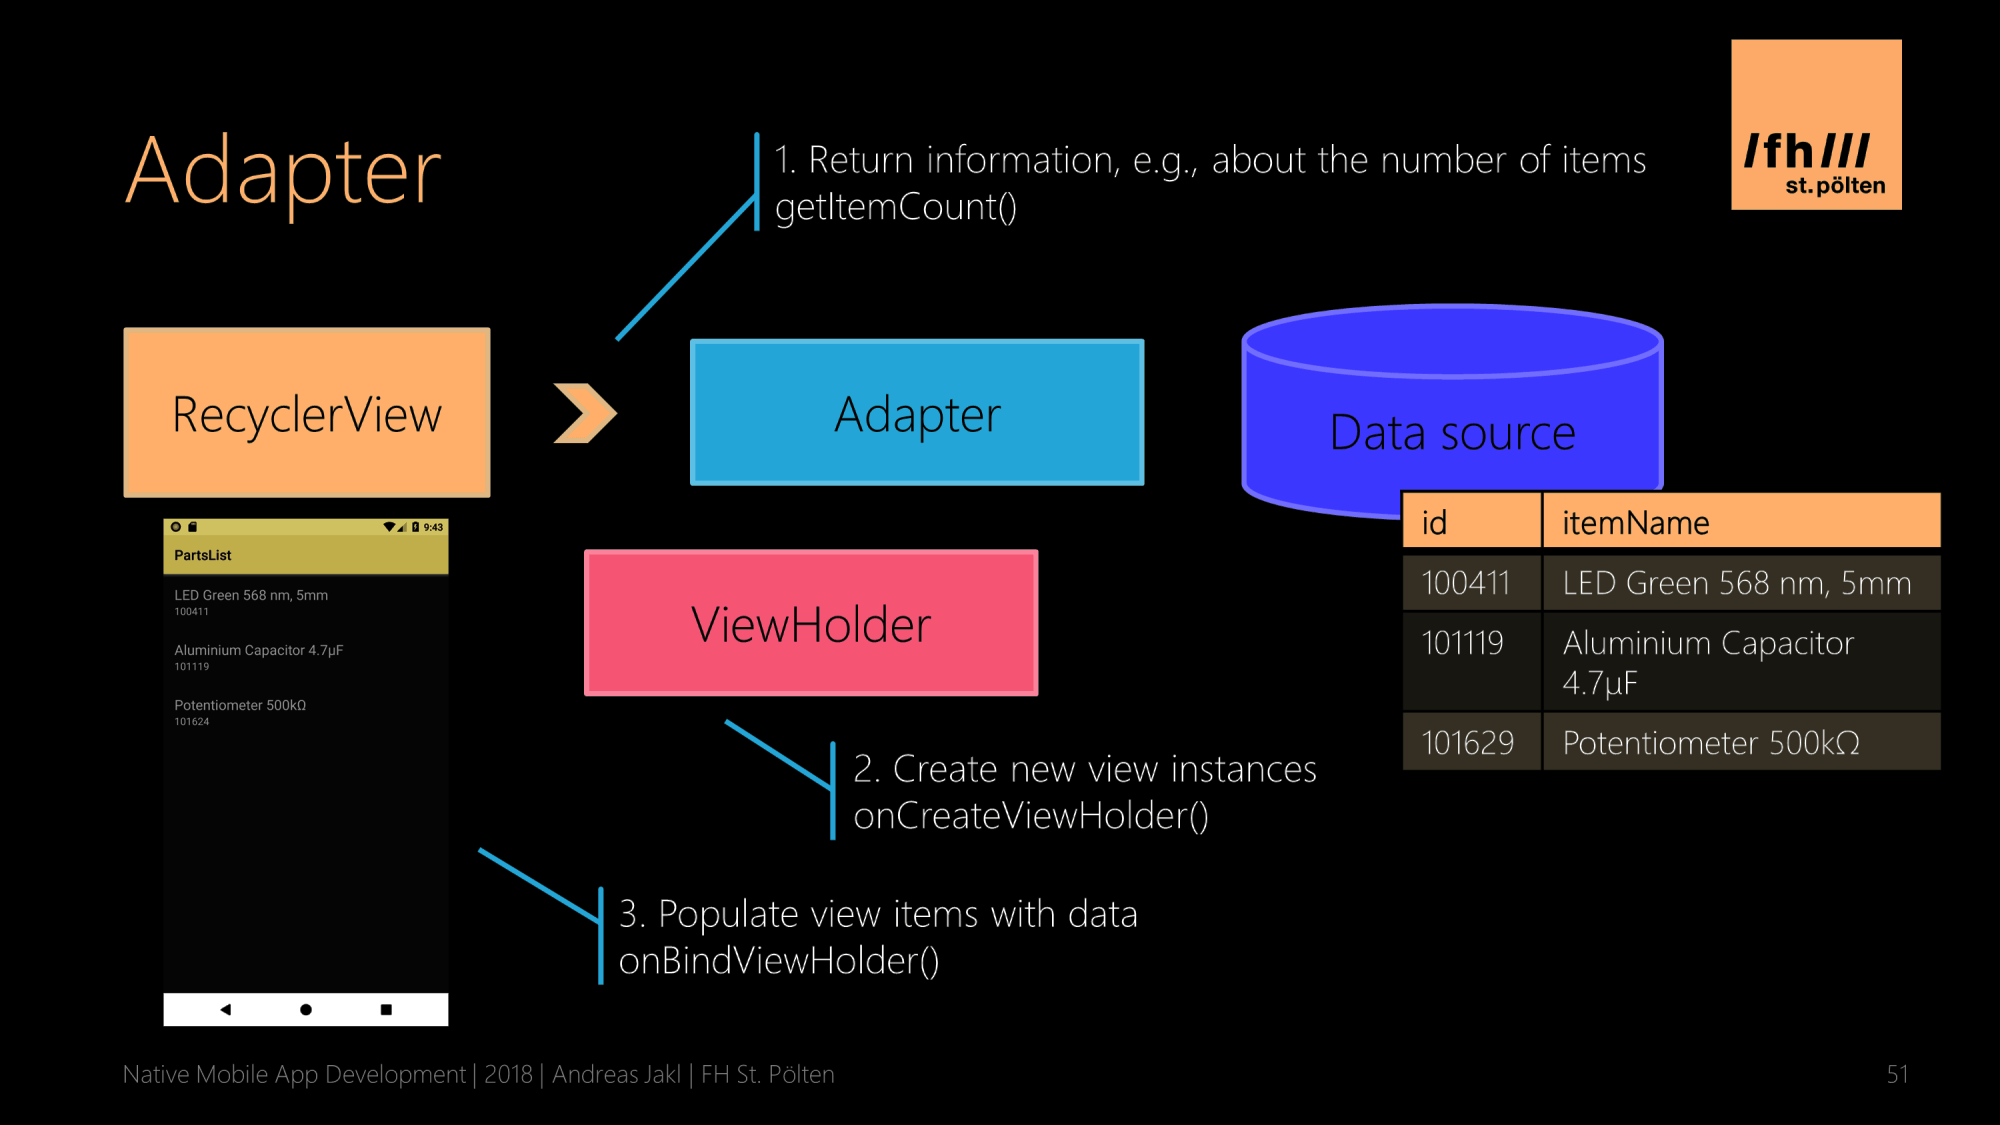 Adapter
1. Return information, e.g., about the number of items
getItemCount()
/fh///
st.pölten
RecyclerView
Adapter
Data source
9:43
PartsList
LED Green 568 nm, 5mm
100411
Aluminium Capacitor 4.7µF
101119
Potentiometer 500kΩ
101624
ViewHolder
id itemName
100411 LED Green 568 nm, 5mm
101119 Aluminium Capacitor
4.7µF
101629 Potentiometer 500kΩ
2. Create new view instances
onCreateViewHolder()
3. Populate view items with data
onBindViewHolder()
Native Mobile App Development | 2018 | Andreas Jakl | FH St. Pölten
51